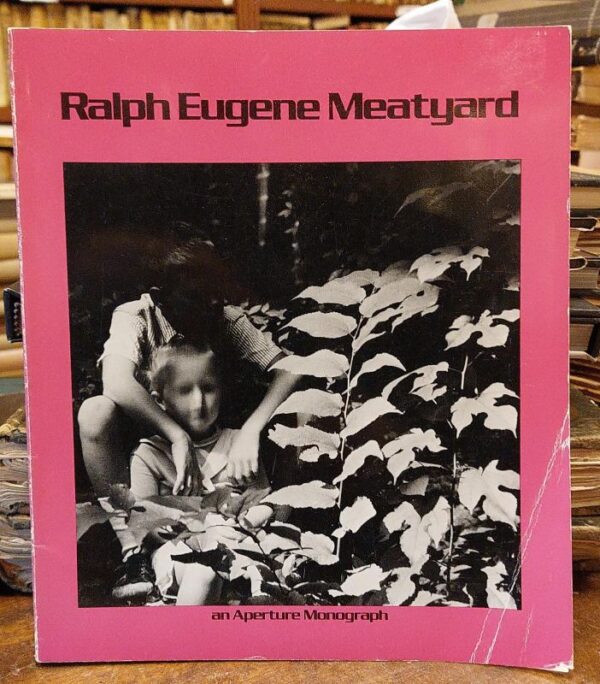 Ralph Eugene Meatyard
an Aperture Monograph